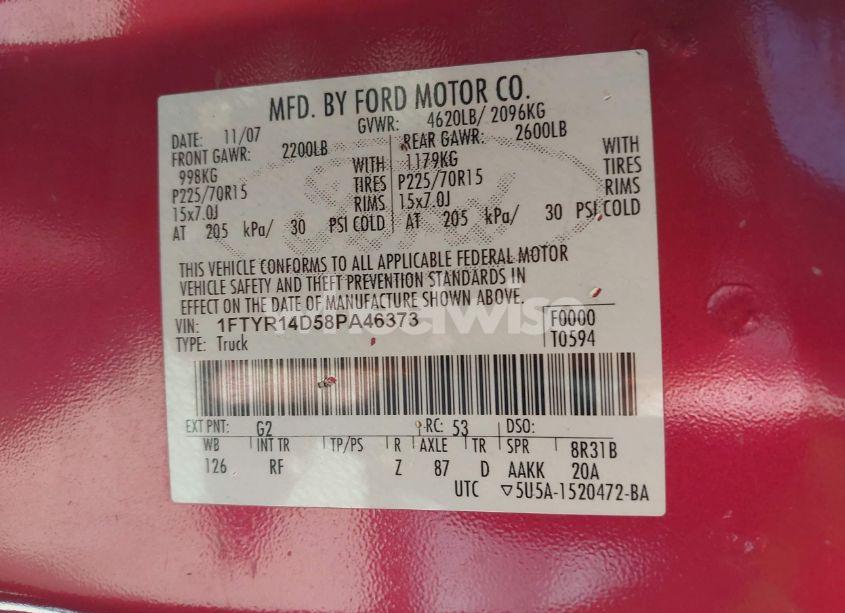 MFD. BY FORD MOTOR CO.
DATE: 11/07 GVWR: 4620LB/ 2096KG
FRONT GAWR: 2200LB REAR GAWR: 2600LB
998KG WITH 1179KG WITH
P225/70R15 TIRES P225/70R15 TIRES
15x7.0J RIMS 15x7.0J RIMS
AT 205 kPa/ 30 PSI COLD AT 205 kPa/ 30 PSI COLD
THIS VEHICLE CONFORMS TO ALL APPLICABLE FEDERAL MOTOR
VEHICLE SAFETY AND THEFT PREVENTION STANDARDS IN
EFFECT ON THE DATE OF MANUFACTURE SHOWN ABOVE.
VIN: 1FTYR14D58PA46373 F0000
TYPE: Truck T0594
EXT PNT: G2 RC: 53 DSO:
WB INT TR TP/PS R AXLE TR SPR 8R31B
126 RF Z 87 D AAKK 20A
UTC ▽5U5A-1520472-BA